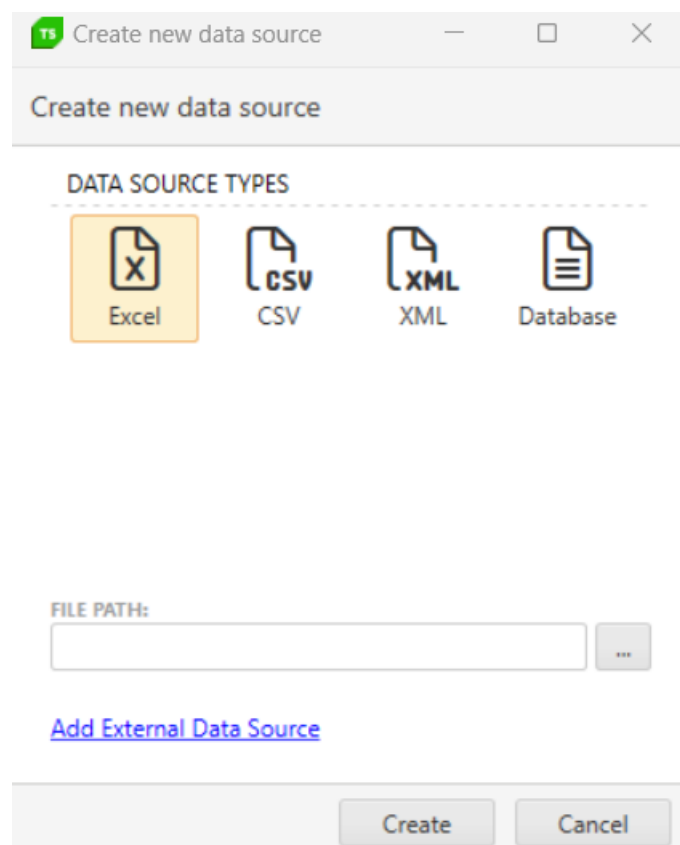 TS Create new data source
Create new data source
DATA SOURCE TYPES
X CSV XML
Excel CSV XML Database
FILE PATH:
...
Add External Data Source
Create Cancel